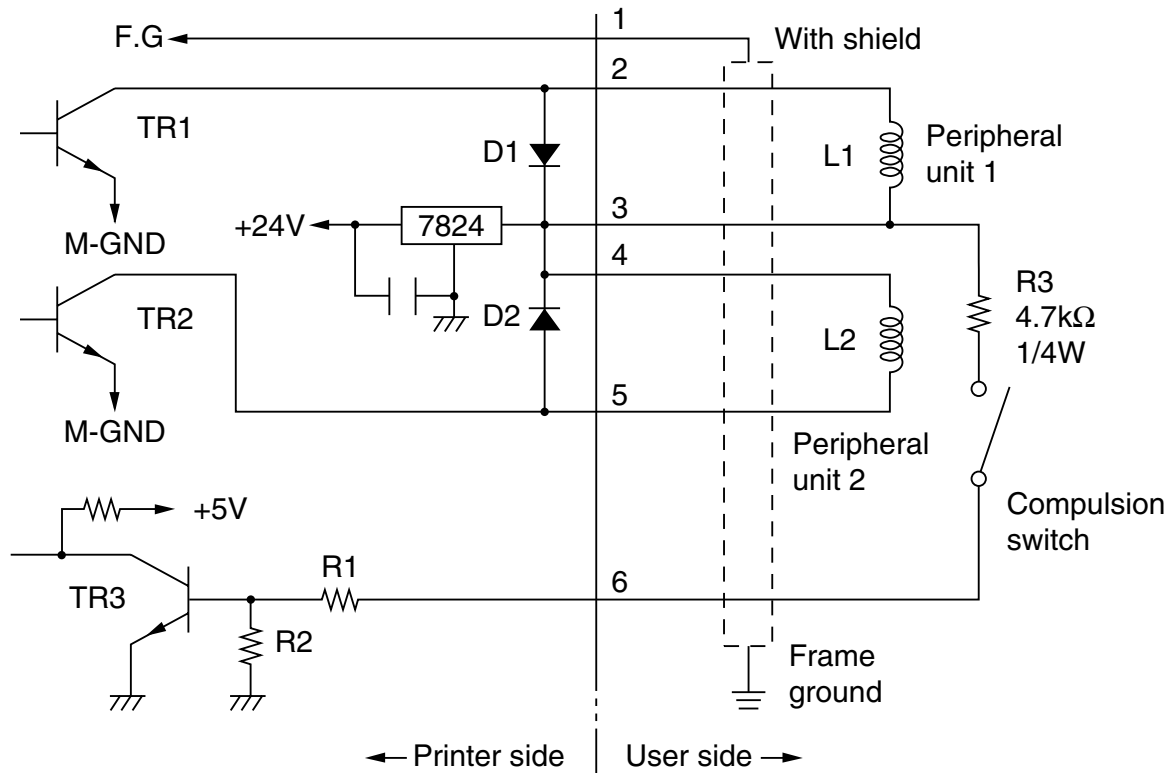 F.G
1
With shield
2
TR1
D1
L1
Peripheral
unit 1
M-GND
+24V
7824
3
4
TR2
D2
L2
R3
4.7kΩ
1/4W
M-GND
5
Peripheral
unit 2
+5V
Compulsion
switch
TR3
R1
6
R2
Frame
ground
Printer side
User side